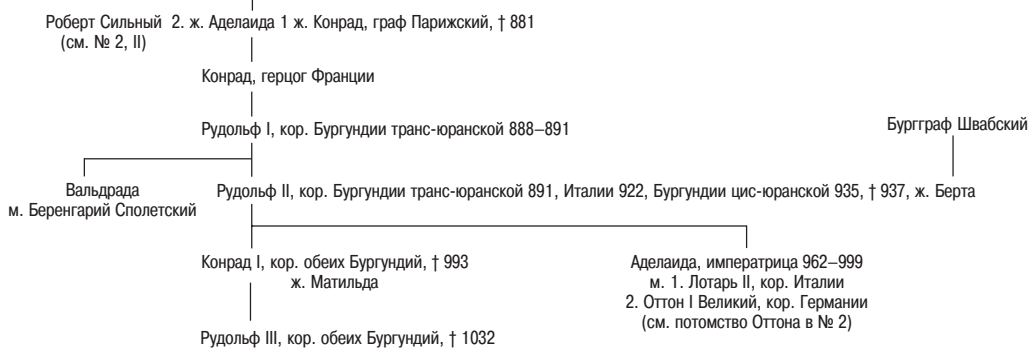 Роберт Сильный 2. ж. Аделаида 1 ж. Конрад, граф Парижский, † 881
(см. № 2, II)
Конрад, герцог Франции
Рудольф I, кор. Бургундии транс-юранской 888–891
Бургграф Швабский
Вальдрада
м. Беренгарий Сполетский
Рудольф II, кор. Бургундии транс-юранской 891, Италии 922, Бургундии цис-юранской 935, † 937, ж. Берта
Конрад I, кор. обеих Бургундий, † 993
ж. Матильда
Аделаида, императрица 962–999
м. 1. Лотарь II, кор. Италии
2. Оттон I Великий, кор. Германии
(см. потомство Оттона в № 2)
Рудольф III, кор. обеих Бургундий, † 1032